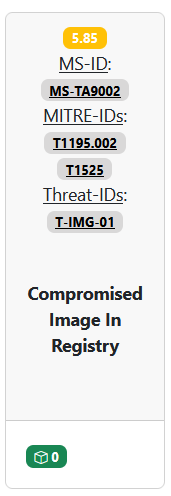 5.85
MS-ID:
MS-TA9002
MITRE-IDs:
T1195.002
T1525
Threat-IDs:
T-IMG-01
Compromised
Image In
Registry
0